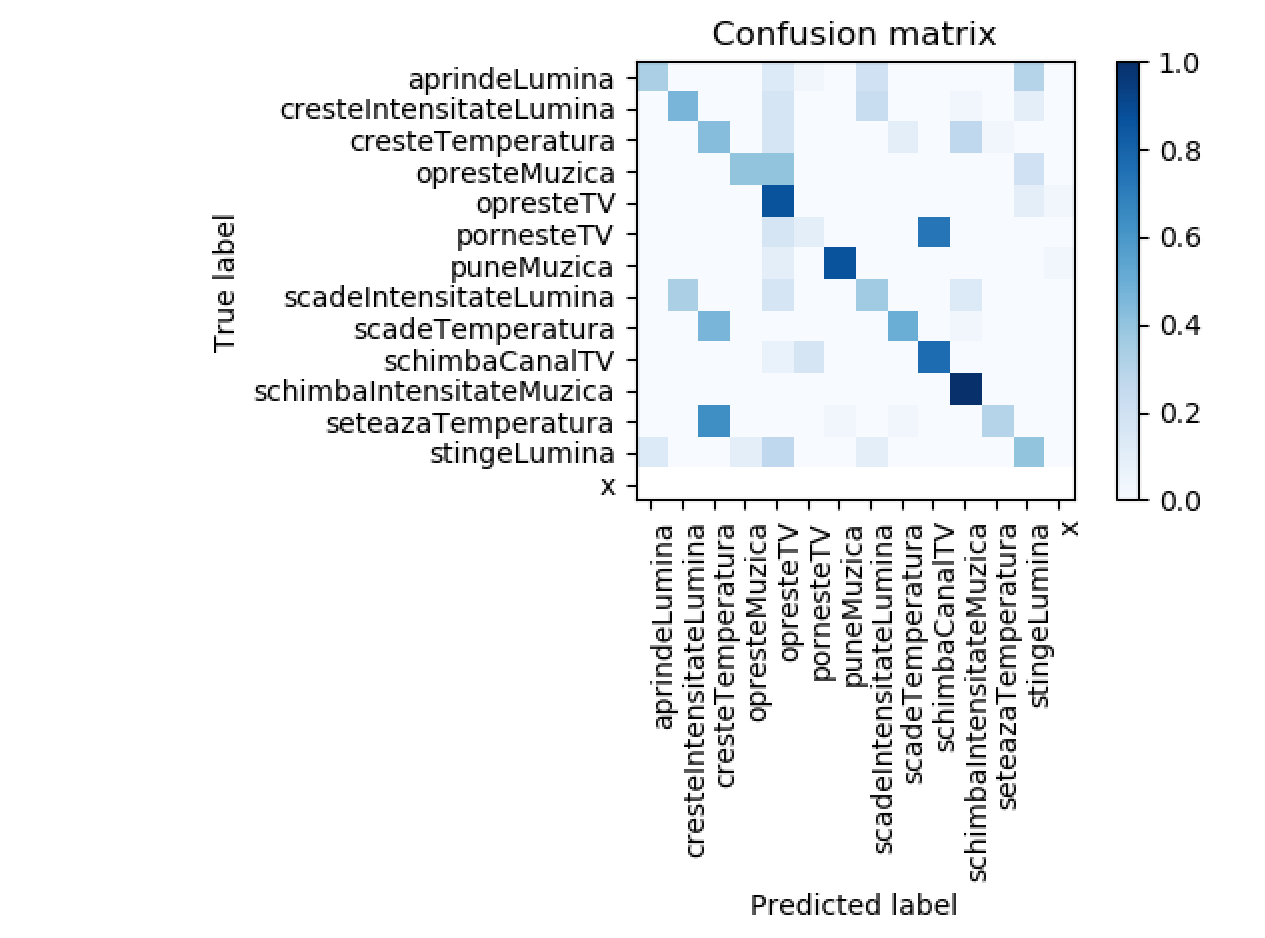 Confusion matrix
True label
aprindeLumina
cresteIntensitateLumina
cresteTemperatura
opresteMuzica
opresteTV
pornesteTV
puneMuzica
scadeIntensitateLumina
scadeTemperatura
schimbaCanalTV
schimbaIntensitateMuzica
seteazaTemperatura
stingeLumina
x
aprindeLumina
cresteIntensitateLumina
cresteTemperatura
opresteMuzica
opresteTV
pornesteTV
puneMuzica
scadeIntensitateLumina
scadeTemperatura
schimbaCanalTV
schimbaIntensitateMuzica
seteazaTemperatura
stingeLumina
x
Predicted label
1.0
0.8
0.6
0.4
0.2
0.0